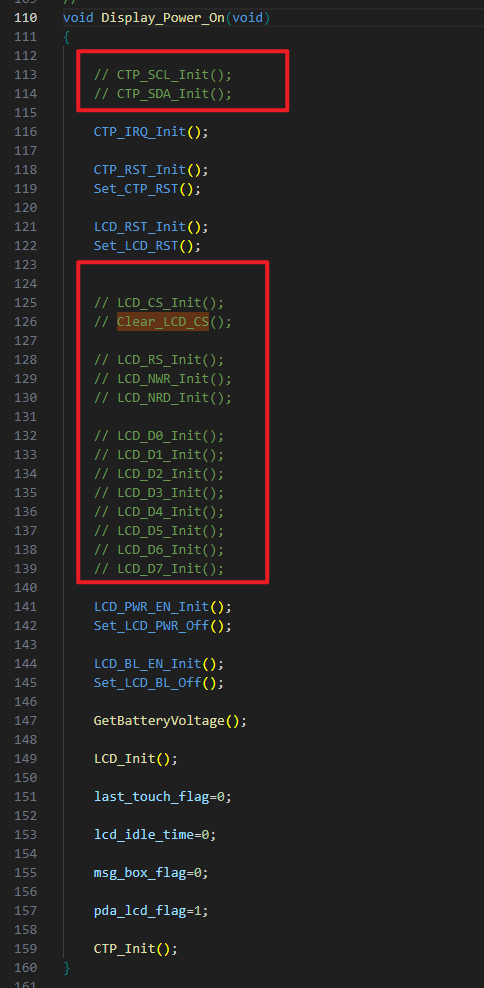 109 //
110 void Display_Power_On(void)
111 {
112
113 // CTP_SCL_Init();
114 // CTP_SDA_Init();
115
116 CTP_IRQ_Init();
117
118 CTP_RST_Init();
119 Set_CTP_RST();
120
121 LCD_RST_Init();
122 Set_LCD_RST();
123
124
125 // LCD_CS_Init();
126 // Clear_LCD_CS();
127
128 // LCD_RS_Init();
129 // LCD_NWR_Init();
130 // LCD_NRD_Init();
131
132 // LCD_D0_Init();
133 // LCD_D1_Init();
134 // LCD_D2_Init();
135 // LCD_D3_Init();
136 // LCD_D4_Init();
137 // LCD_D5_Init();
138 // LCD_D6_Init();
139 // LCD_D7_Init();
140
141 LCD_PWR_EN_Init();
142 Set_LCD_PWR_Off();
143
144 LCD_BL_EN_Init();
145 Set_LCD_BL_Off();
146
147 GetBatteryVoltage();
148
149 LCD_Init();
150
151 last_touch_flag=0;
152
153 lcd_idle_time=0;
154
155 msg_box_flag=0;
156
157 pda_lcd_flag=1;
158
159 CTP_Init();
160 }
161